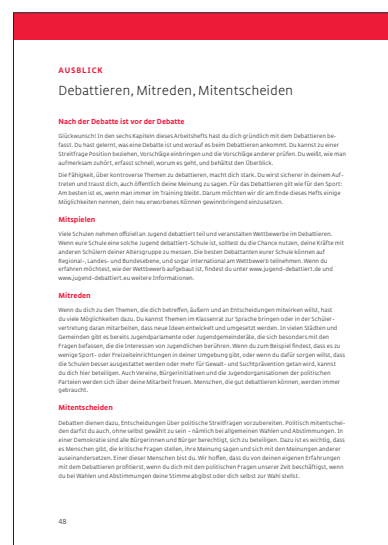 AUSBLICK
Debattieren, Mitreden, Mitentscheiden
Nach der Debatte ist vor der Debatte
Glückwunsch! In den sechs Kapiteln dieses Arbeitshefts hast du dich gründlich mit dem Debattieren be-
fasst. Du hast gelernt, was eine Debatte ist und worauf es beim Debattieren ankommt. Du kannst zu einer
Streitfrage Position beziehen, Vorschläge einbringen und die Vorschläge anderer prüfen. Du weißt, wie man
aufmerksam zuhört, erfasst schnell, worum es geht, und behältst den Überblick.
Die Fähigkeit, über kontroverse Themen zu debattieren, macht dich stark. Du wirst sicherer in deinem Auf-
treten und traust dich, auch öffentlich deine Meinung zu sagen. Für das Debattieren gilt wie für den Sport:
Am besten ist es, wenn man immer im Training bleibt. Darum möchten wir dir am Ende dieses Hefts einige
Möglichkeiten nennen, dein neu erworbenes Können gewinnbringend einzusetzen.
Mitspielen
Viele Schulen nehmen offiziell an Jugend debattiert teil und veranstalten Wettbewerbe im Debattieren.
Wenn eure Schule eine solche Jugend debattiert-Schule ist, solltest du die Chance nutzen, deine Kräfte mit
anderen Schülern deiner Altersgruppe zu messen. Die besten Debattanten eurer Schule können auf
Regional-, Landes- und Bundesebene, und sogar international am Wettbewerb teilnehmen. Wenn du
erfahren möchtest, wie der Wettbewerb aufgebaut ist, findest du unter www.jugend-debattiert.de und
www.jugend-debattiert.eu weitere Informationen.
Mitreden
Wenn du dich zu den Themen, die dich betreffen, äußern und an Entscheidungen mitwirken willst, hast
du viele Möglichkeiten dazu. Du kannst Themen im Klassenrat zur Sprache bringen oder in der Schüler-
vertretung daran mitarbeiten, dass neue Ideen entwickelt und umgesetzt werden. In vielen Städten und
Gemeinden gibt es bereits Jugendparlamente oder Jugendgemeinderäte, die sich besonders mit den
Fragen befassen, die die Interessen von Jugendlichen berühren. Wenn du zum Beispiel findest, dass es zu
wenige Sport- oder Freizeiteinrichtungen in deiner Umgebung gibt, oder wenn du dafür sorgen willst, dass
die Schulen besser ausgestattet werden oder mehr für Gewalt- und Suchtprävention getan wird, kannst
du dich hier beteiligen. Auch Vereine, Bürgerinitiativen und die Jugendorganisationen der politischen
Parteien werden sich über deine Mitarbeit freuen. Menschen, die gut debattieren können, werden immer
gebraucht.
Mitentscheiden
Debatten dienen dazu, Entscheidungen über politische Streitfragen vorzubereiten. Politisch mitentschei-
den darfst du auch, ohne selbst gewählt zu sein – nämlich bei allgemeinen Wahlen und Abstimmungen. In
einer Demokratie sind alle Bürgerinnen und Bürger berechtigt, sich zu beteiligen. Dazu ist es wichtig, dass
es Menschen gibt, die kritische Fragen stellen, ihre Meinung sagen und sich mit den Meinungen anderer
auseinandersetzen. Einer dieser Menschen bist du. Wir hoffen, dass du von deinen eigenen Erfahrungen
mit dem Debattieren profitierst, wenn du dich mit den politischen Fragen unserer Zeit beschäftigst, wenn
du bei Wahlen und Abstimmungen deine Stimme abgibst oder dich selbst zur Wahl stellst.
48